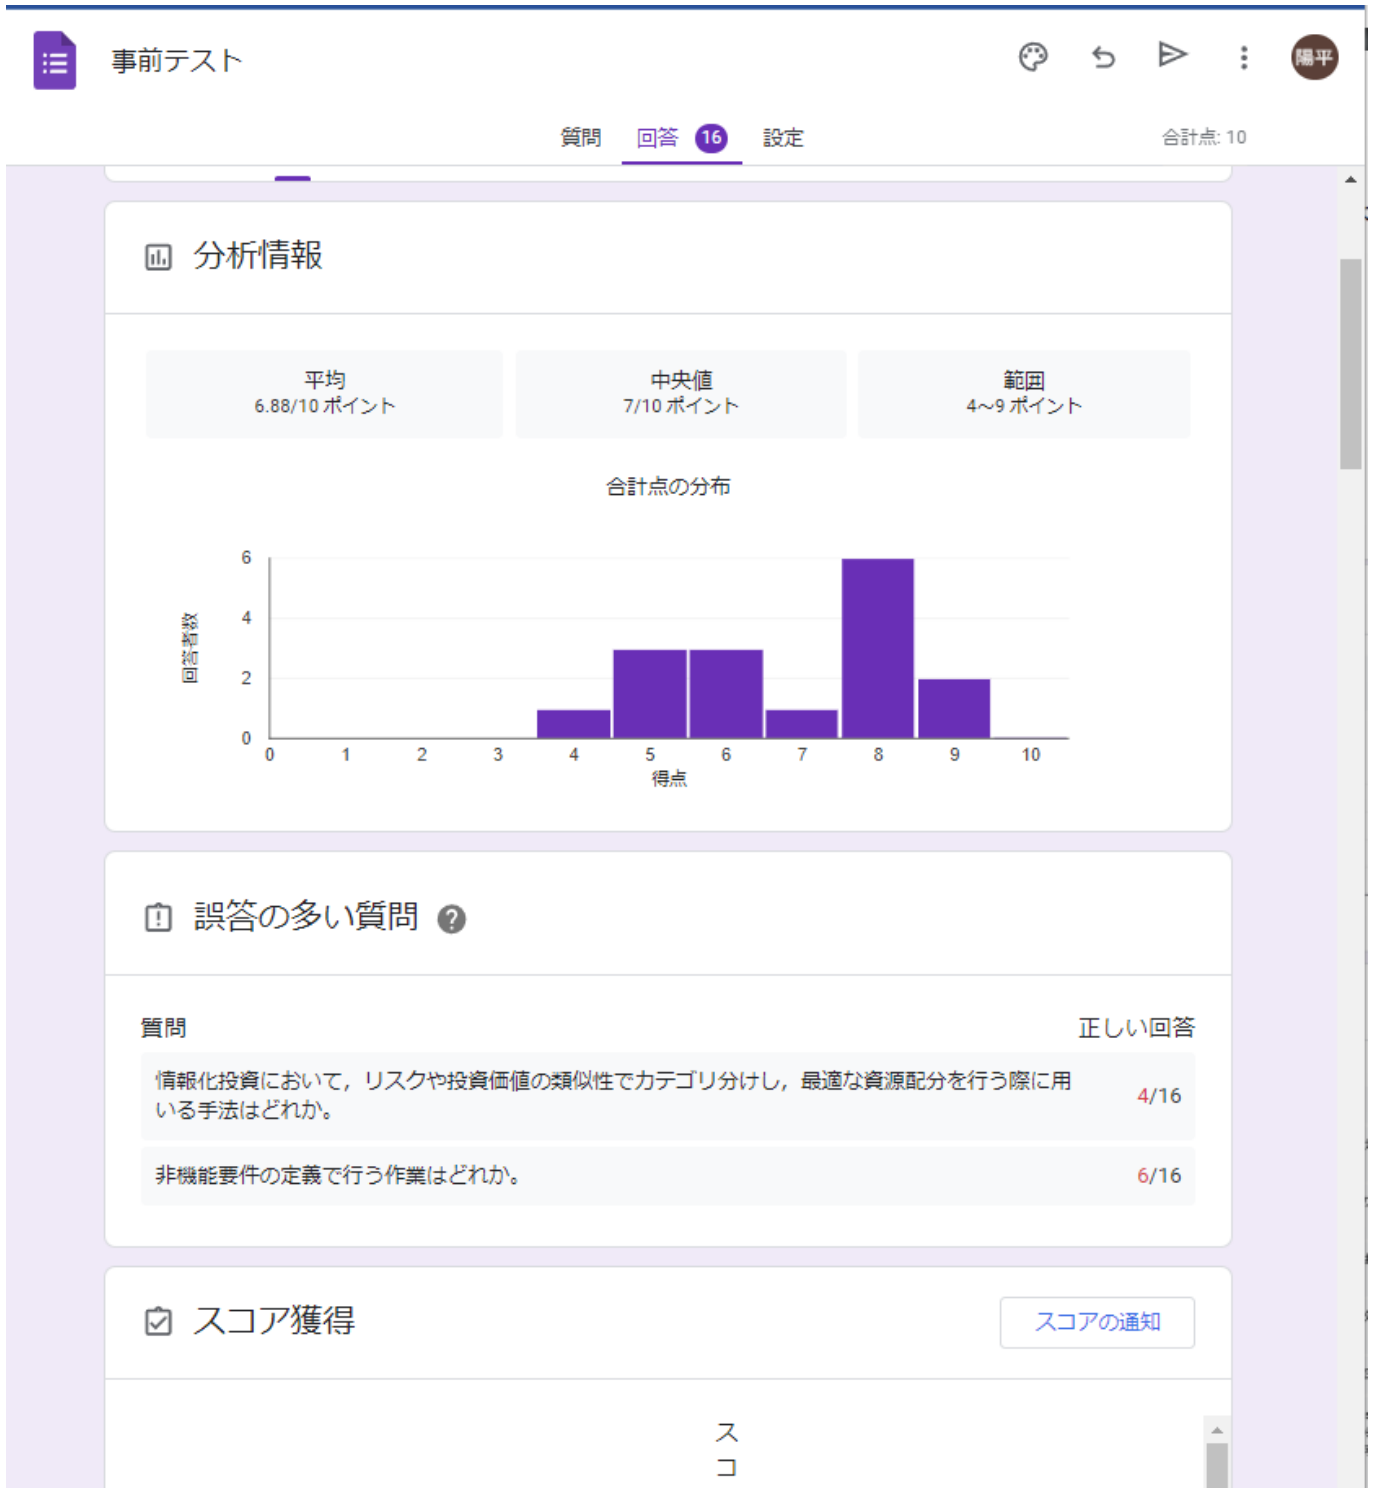 事前テスト
陽平
質問
回答
16
設定
合計点: 10
分析情報
平均
6.88/10 ポイント
中央値
7/10 ポイント
範囲
4～9 ポイント
合計点の分布
6
4
2
0
回答者数
0 1 2 3 4 5 6 7 8 9 10
得点
誤答の多い質問
質問
正しい回答
情報化投資において，リスクや投資価値の類似性でカテゴリ分けし，最適な資源配分を行う際に用
いる手法はどれか。
4/16
非機能要件の定義で行う作業はどれか。
6/16
スコア獲得
スコアの通知
ス
コ